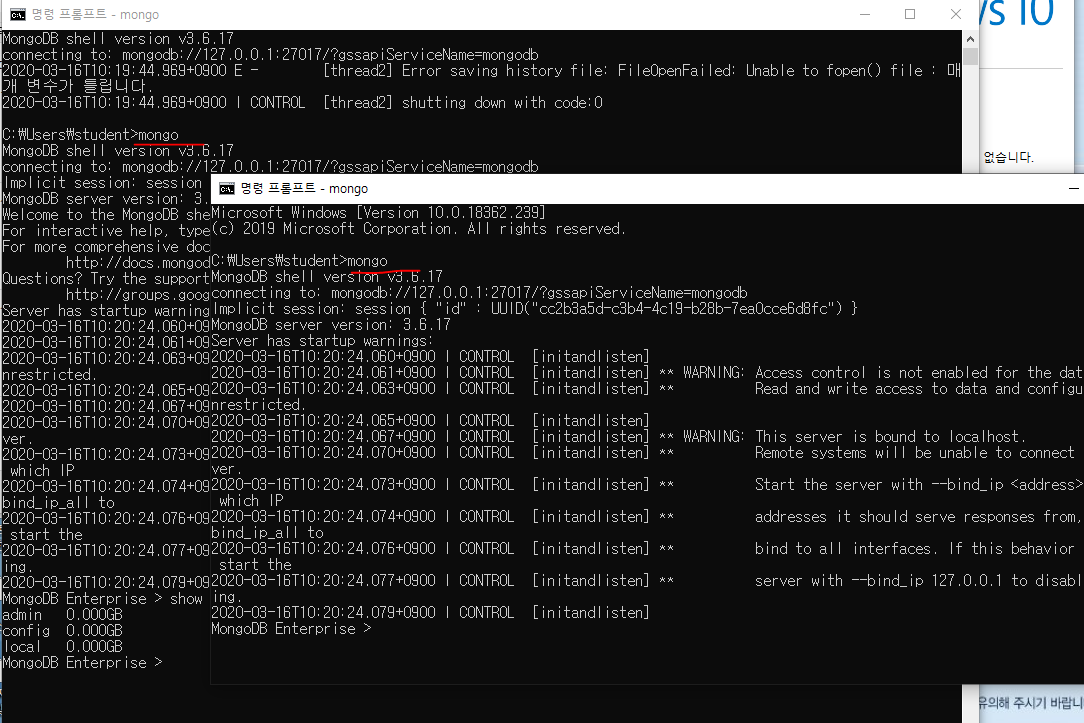 명령 프롬프트 - mongo
MongoDB shell version v3.6.17
connecting to: mongodb://127.0.0.1:27017/?gssapiServiceName=mongodb
2020-03-16T10:19:44.969+0900 E -        [thread2] Error saving history file: FileOpenFailed: Unable to fopen() file : 매
개 변수가 틀립니다.
2020-03-16T10:19:44.969+0900 I CONTROL  [thread2] shutting down with code:0
C:₩Users₩student>mongo
MongoDB shell version v3.6.17
connecting to: mongodb://127.0.0.1:27017/?gssapiServiceName=mongodb
Implicit session: session
MongoDB server version: 3.
Welcome to the MongoDB she
For interactive help, type
For more comprehensive doc
http://docs.mongod
Questions? Try the support
http://groups.goog
Server has startup warning
2020-03-16T10:20:24.060+09
2020-03-16T10:20:24.061+09
2020-03-16T10:20:24.063+09
nrestricted.
2020-03-16T10:20:24.065+09
2020-03-16T10:20:24.067+09
2020-03-16T10:20:24.070+09
ver.
2020-03-16T10:20:24.073+09
which IP
2020-03-16T10:20:24.074+09
bind_ip_all to
2020-03-16T10:20:24.076+09
start the
2020-03-16T10:20:24.077+09
ing.
2020-03-16T10:20:24.079+09
MongoDB Enterprise > show
admin   0.000GB
config  0.000GB
local   0.000GB
MongoDB Enterprise >
명령 프롬프트 - mongo
Microsoft Windows [Version 10.0.18362.239]
(c) 2019 Microsoft Corporation. All rights reserved.
C:₩Users₩student>mongo
MongoDB shell version v3.6.17
connecting to: mongodb://127.0.0.1:27017/?gssapiServiceName=mongodb
Implicit session: session { "id" : UUID("cc2b3a5d-c3b4-4c19-b28b-7ea0cce6d8fc") }
MongoDB server version: 3.6.17
Server has startup warnings:
2020-03-16T10:20:24.060+0900 I CONTROL  [initandlisten]
2020-03-16T10:20:24.061+0900 I CONTROL  [initandlisten] ** WARNING: Access control is not enabled for the dat
2020-03-16T10:20:24.063+0900 I CONTROL  [initandlisten] **          Read and write access to data and configu
nrestricted.
2020-03-16T10:20:24.065+0900 I CONTROL  [initandlisten]
2020-03-16T10:20:24.067+0900 I CONTROL  [initandlisten] ** WARNING: This server is bound to localhost.
2020-03-16T10:20:24.070+0900 I CONTROL  [initandlisten] **          Remote systems will be unable to connect
ver.
2020-03-16T10:20:24.073+0900 I CONTROL  [initandlisten] **          Start the server with --bind_ip <address>
which IP
2020-03-16T10:20:24.074+0900 I CONTROL  [initandlisten] **          addresses it should serve responses from,
bind_ip_all to
2020-03-16T10:20:24.076+0900 I CONTROL  [initandlisten] **          bind to all interfaces. If this behavior
start the
2020-03-16T10:20:24.077+0900 I CONTROL  [initandlisten] **          server with --bind_ip 127.0.0.1 to disabl
ing.
2020-03-16T10:20:24.079+0900 I CONTROL  [initandlisten]
MongoDB Enterprise >
vs 10
없습니다.
유의해 주시기 바랍니